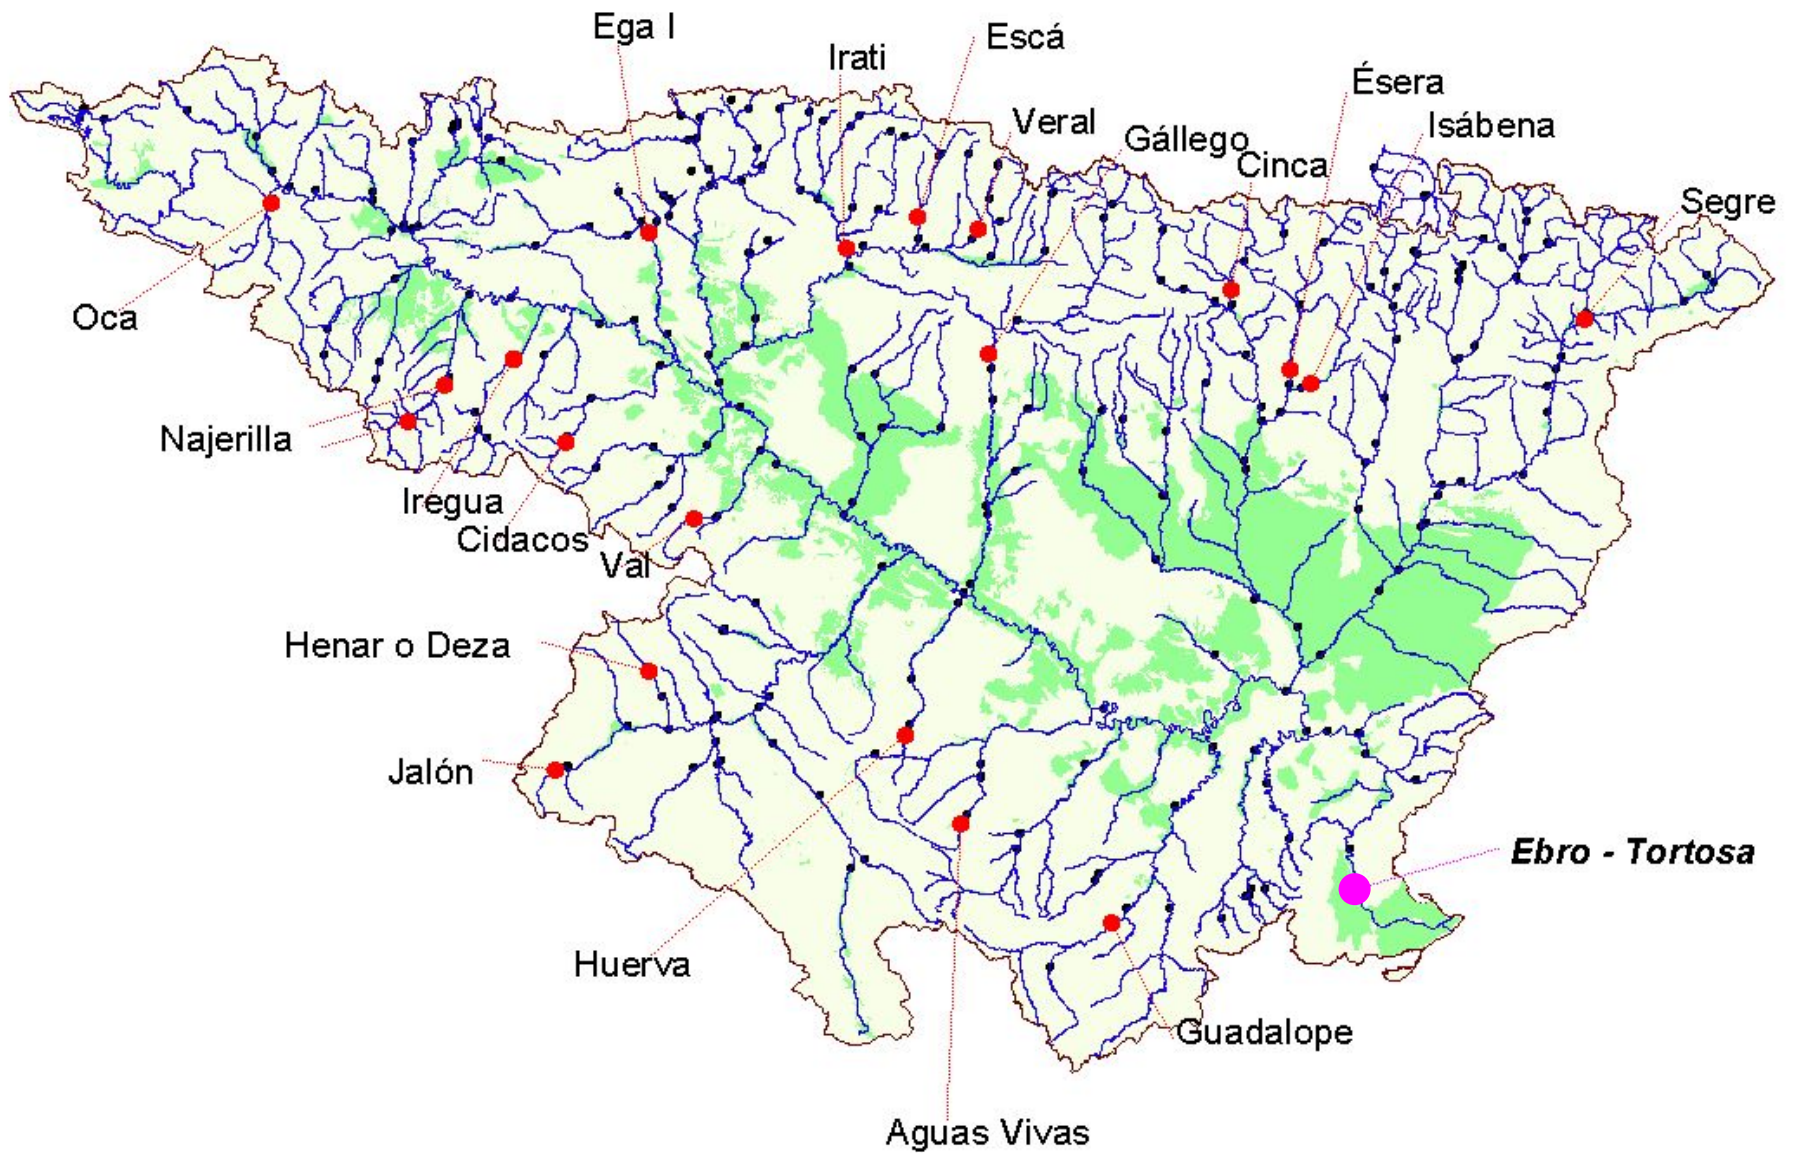 Ega I
Escá
Irati
Ésera
Veral
Isábena
Gállego
Cinca
Segre
Oca
Najerilla
Iregua
Cidacos
Val
Henar o Deza
Jalón
Ebro - Tortosa
Huerva
Guadalope
Aguas Vivas